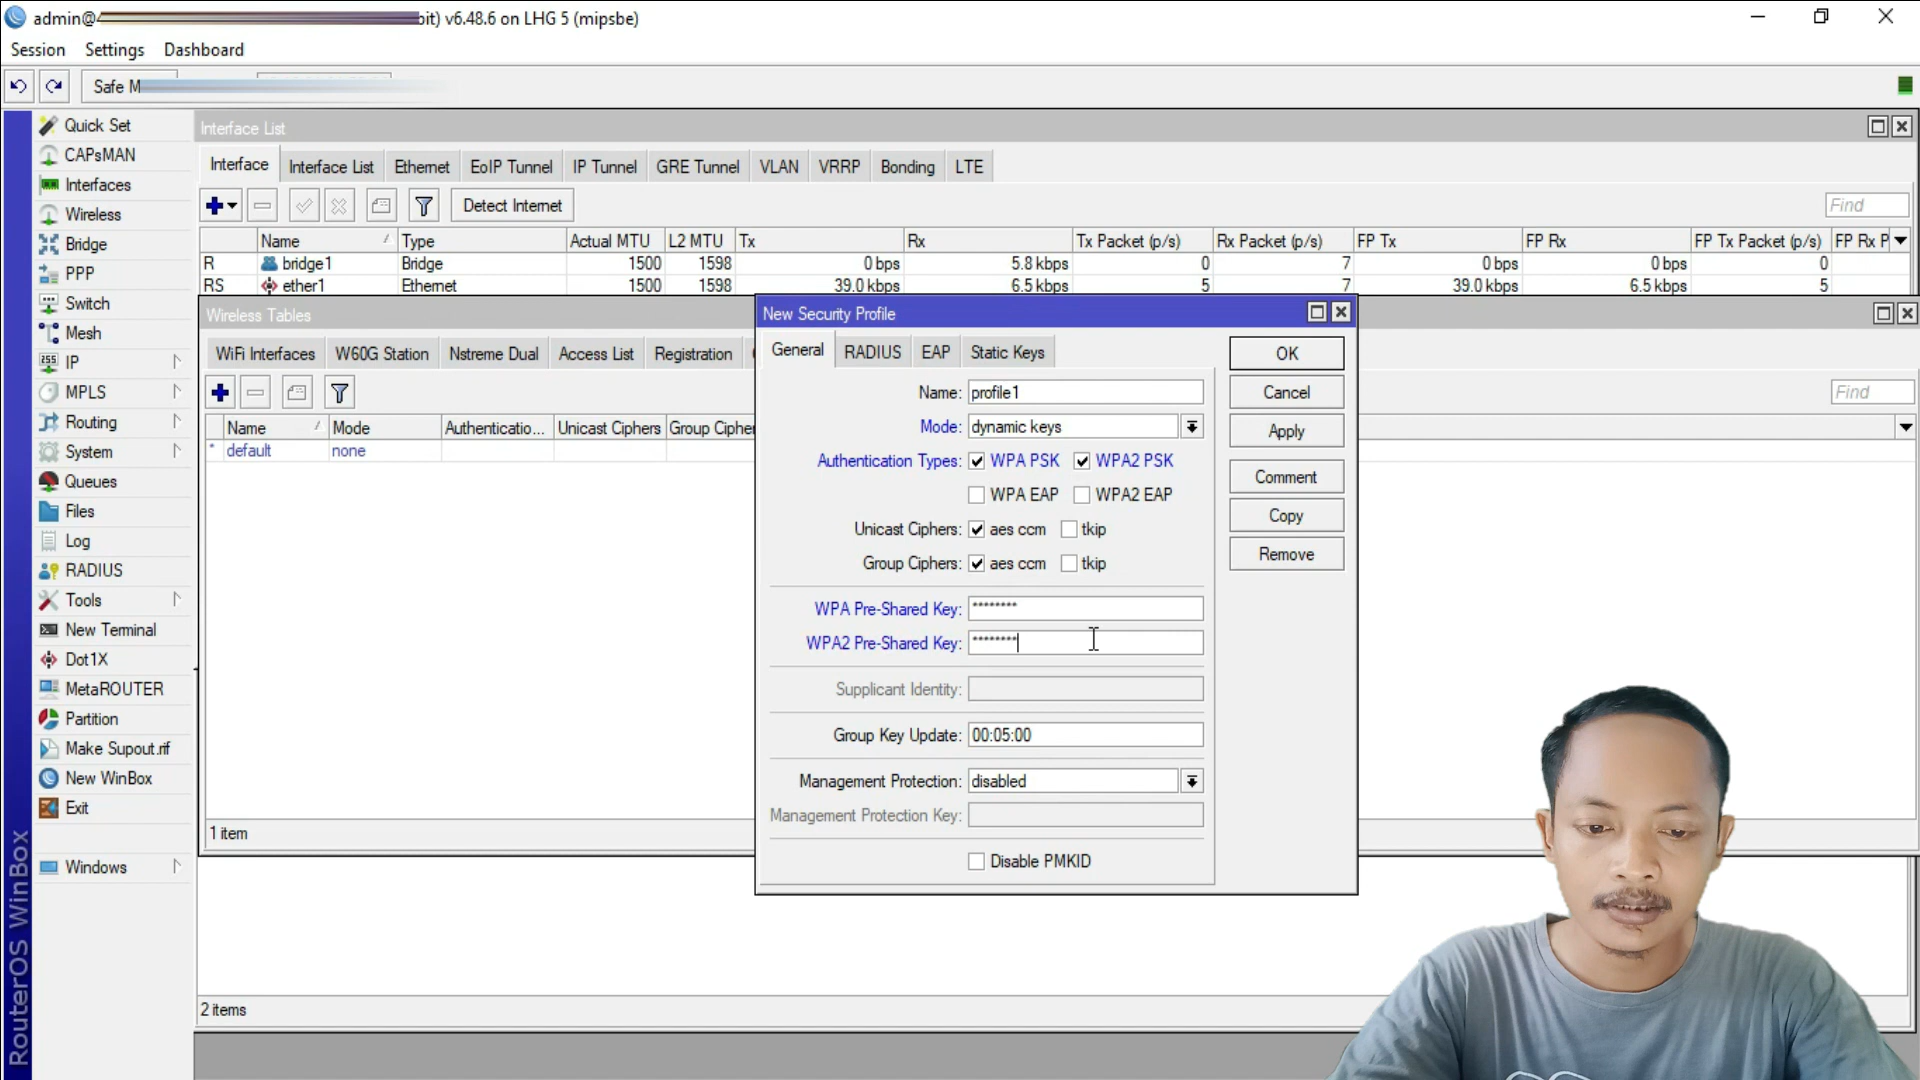 admin@ bit) v6.48.6 on LHG 5 (mipsbe)
Session Settings Dashboard
Safe M
Quick Set
CAPsMAN
Interfaces
Wireless
Bridge
PPP
Switch
Mesh
IP
MPLS
Routing
System
Queues
Files
Log
RADIUS
Tools
New Terminal
Dot1X
MetaROUTER
Partition
Make Supout.rif
New WinBox
Exit
Windows
RouterOS WinBox
Interface List
Interface Interface List Ethernet EoIP Tunnel IP Tunnel GRE Tunnel VLAN VRRP Bonding LTE
Detect Internet Find
Name Type Actual MTU L2 MTU Tx Rx Tx Packet (p/s) Rx Packet (p/s) FP Tx FP Rx FP Tx Packet (p/s) FP Rx P
R bridge1 Bridge 1500 1598 0 bps 5.8 kbps 0 7 0 bps 0 bps 0
RS ether1 Ethernet 1500 1598 39.0 kbps 6.5 kbps 5 7 39.0 kbps 6.5 kbps 5
Wireless Tables
WiFi Interfaces W60G Station Nstreme Dual Access List Registration
Find
Name Mode Authenticatio... Unicast Ciphers Group Cipher
* default none
1 item
2 items
New Security Profile
General RADIUS EAP Static Keys
Name: profile1
Mode: dynamic keys
Authentication Types: WPA PSK WPA2 PSK
WPA EAP WPA2 EAP
Unicast Ciphers: aes ccm tkip
Group Ciphers: aes ccm tkip
WPA Pre-Shared Key: ********
WPA2 Pre-Shared Key: ********
Supplicant Identity:
Group Key Update: 00:05:00
Management Protection: disabled
Management Protection Key:
Disable PMKID
OK
Cancel
Apply
Comment
Copy
Remove